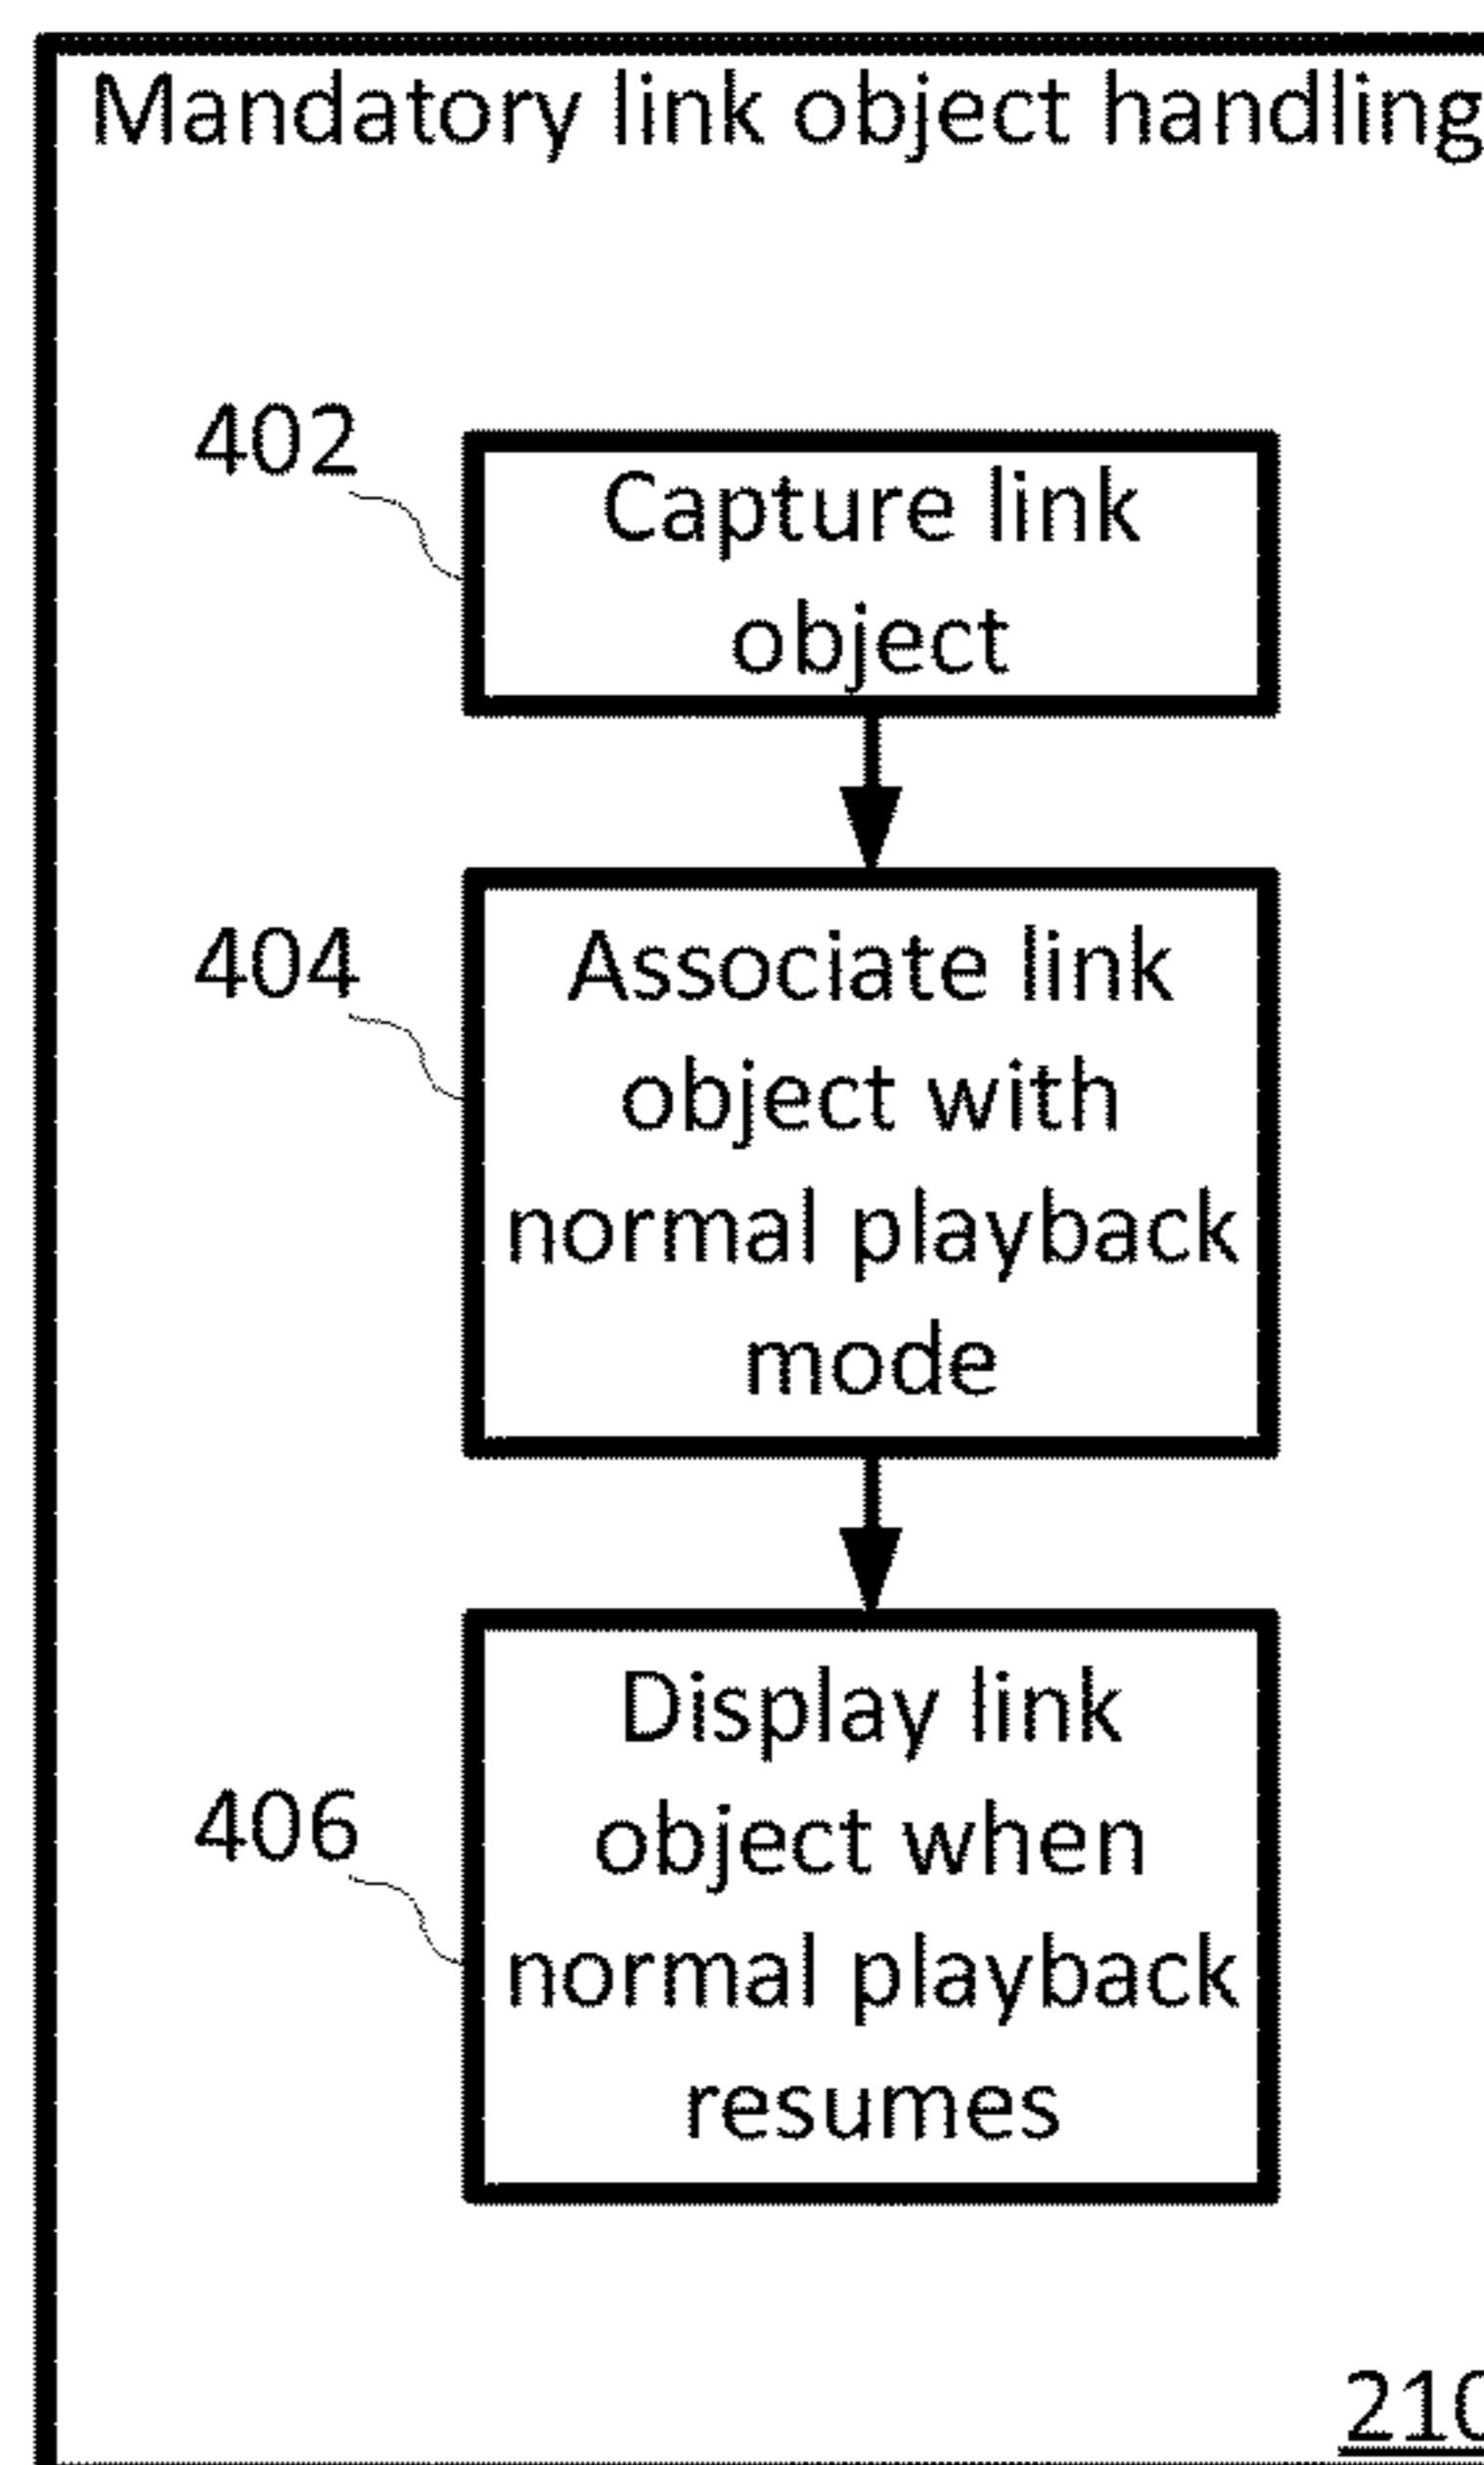 Mandatory link object handling
402
Capture link
object
404
Associate link
object with
normal playback
mode
406
Display link
object when
normal playback
resumes
210